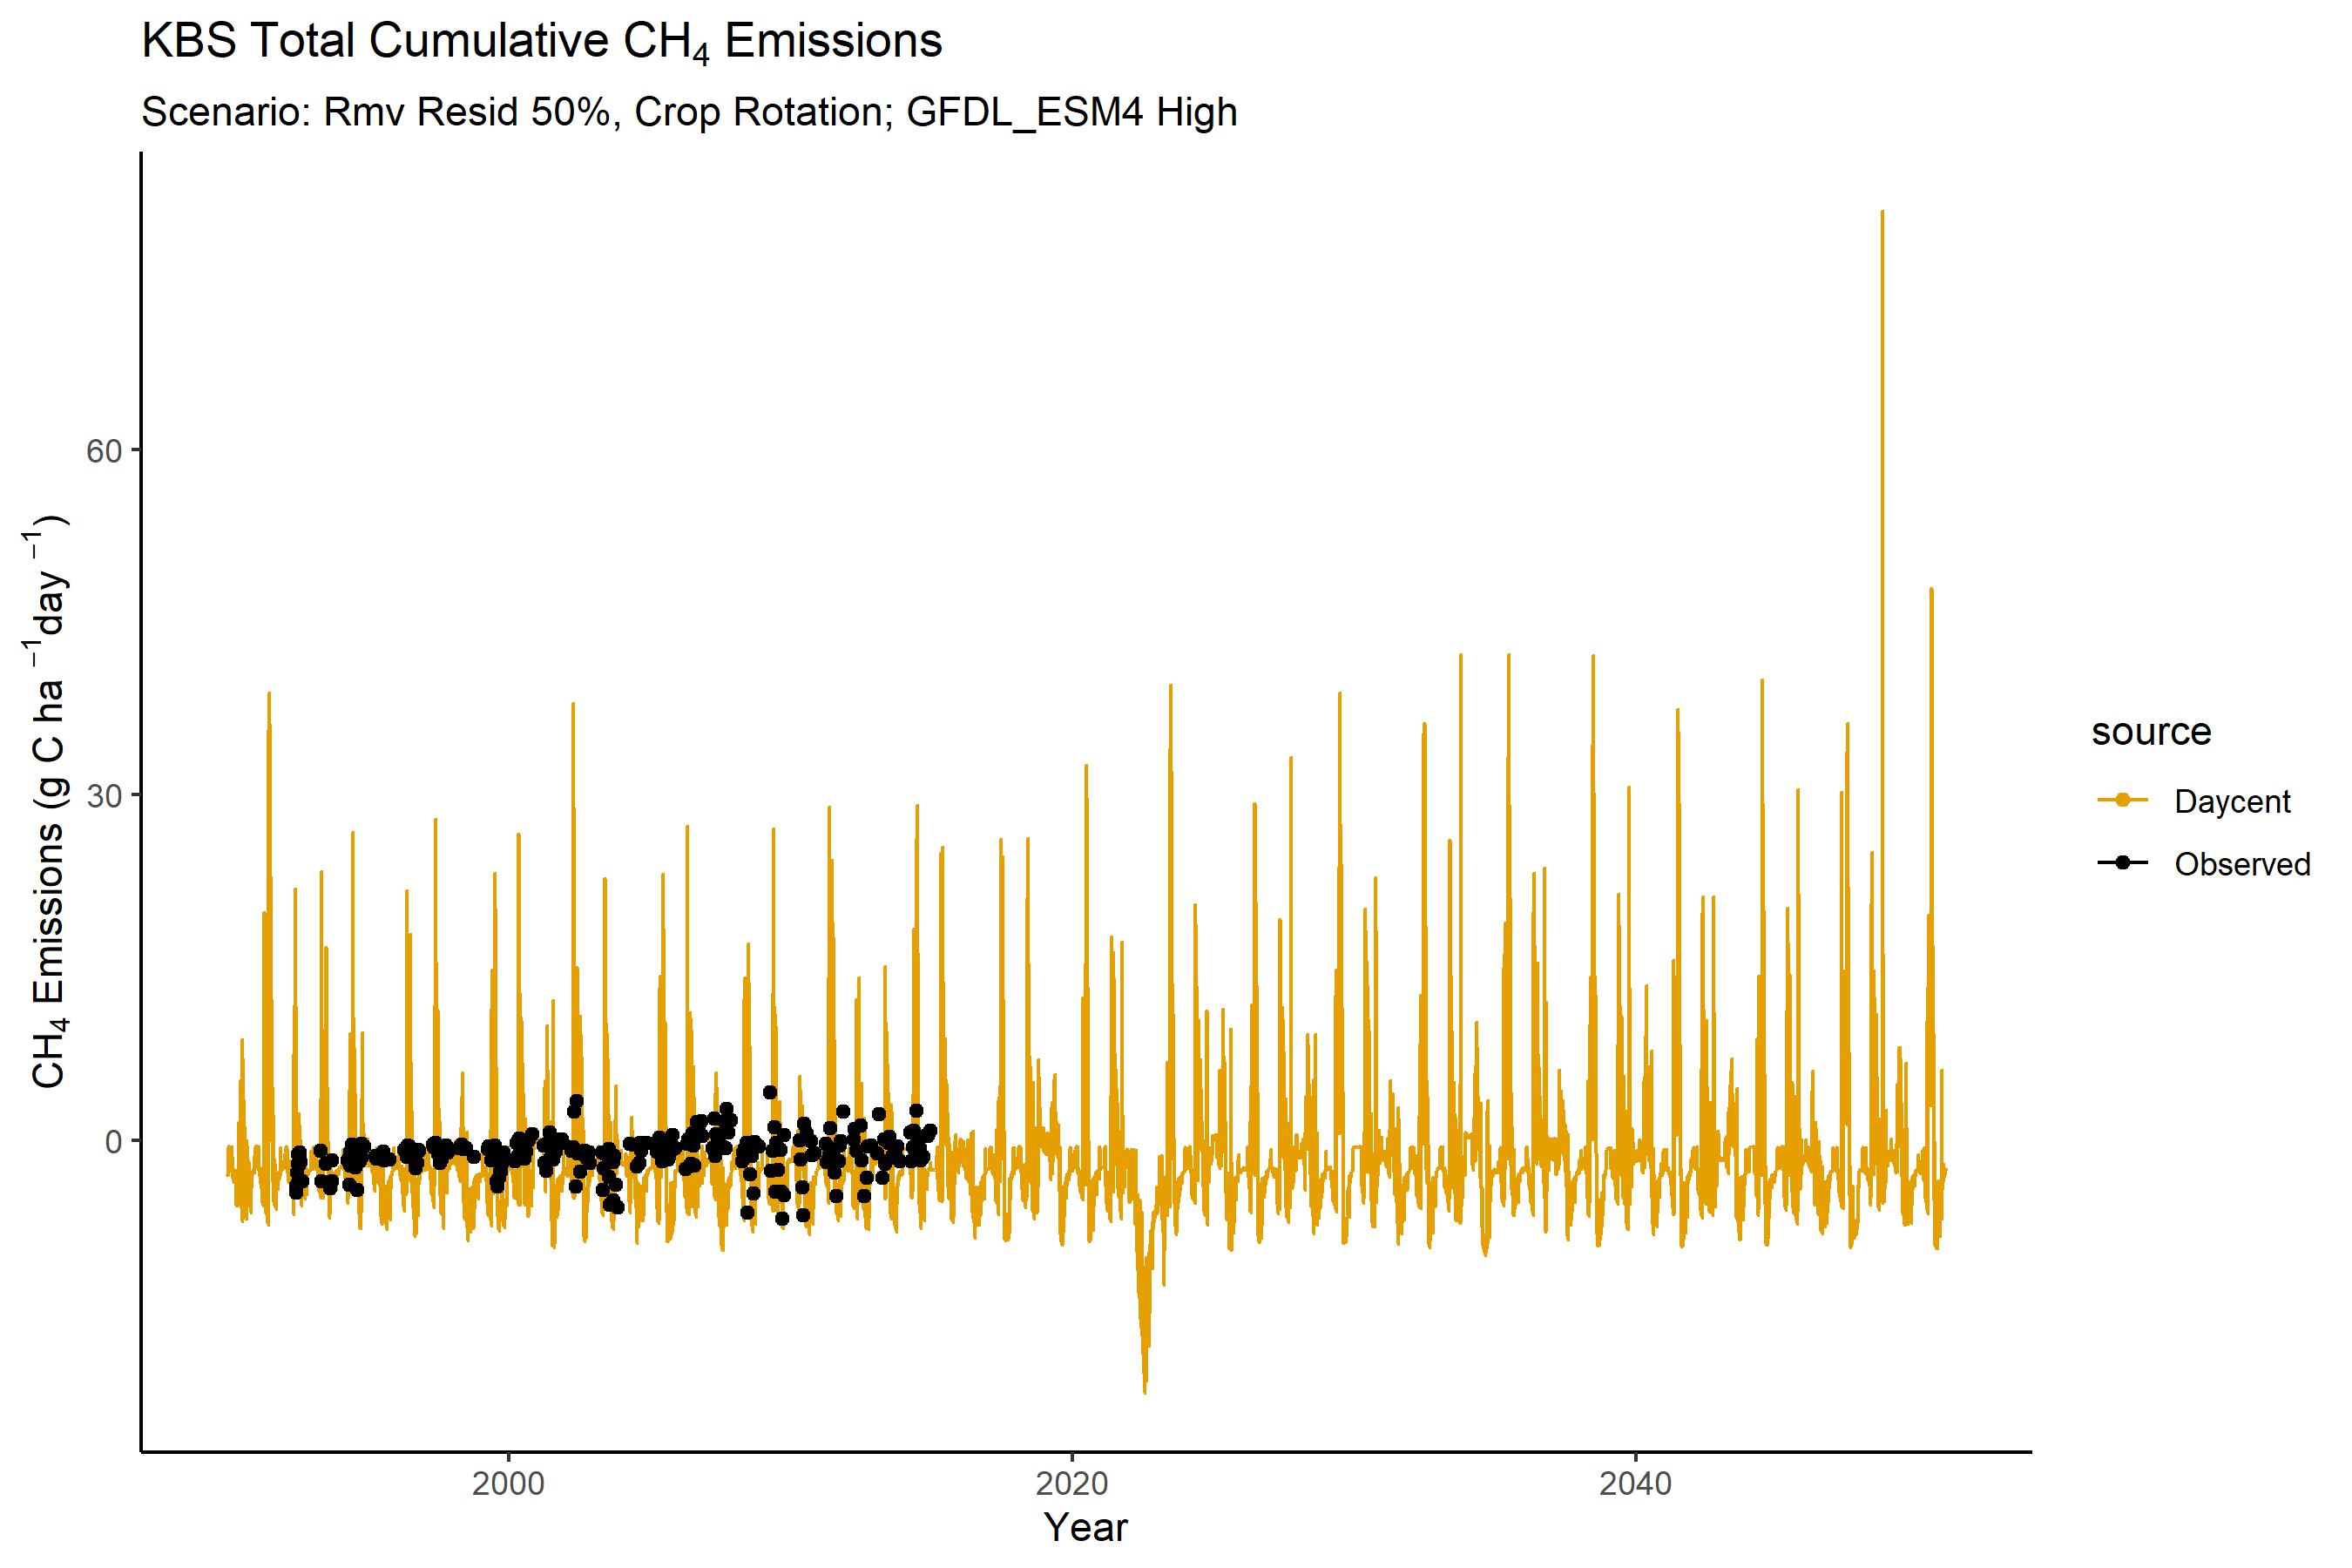 KBS Total Cumulative CH₄ Emissions
Scenario: Rmv Resid 50%, Crop Rotation; GFDL_ESM4 High
CH₄ Emissions (g C ha ⁻¹day ⁻¹)
60
30
0
2000
2020
2040
Year
source
Daycent
Observed